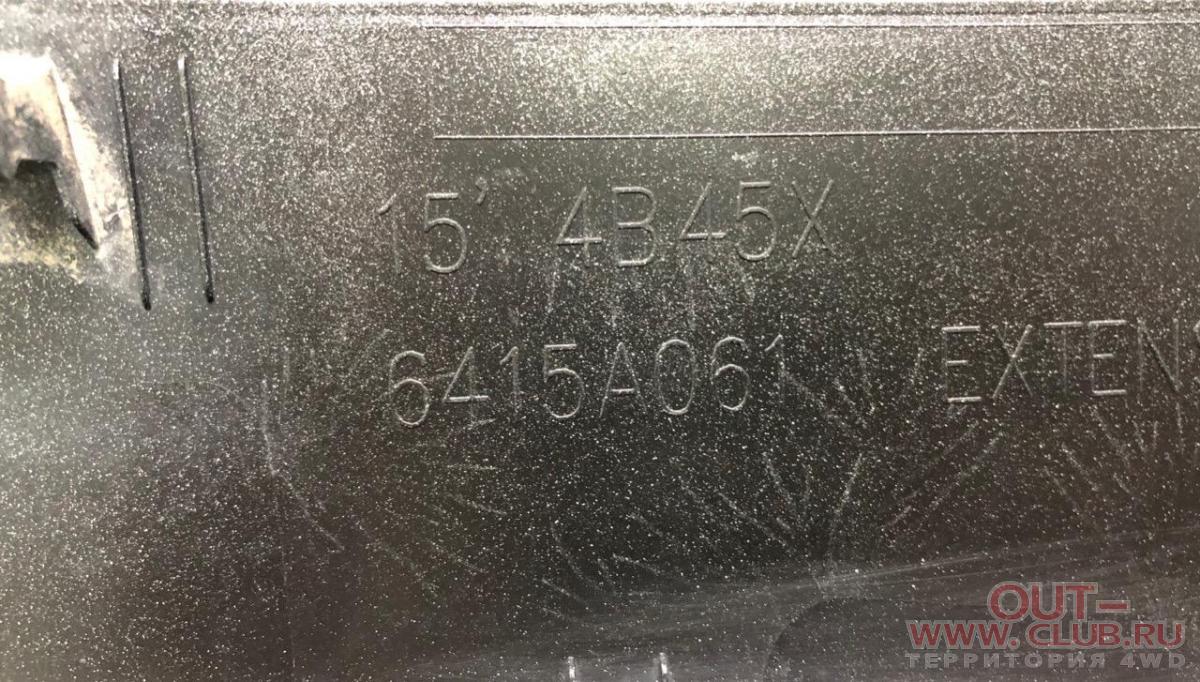 15' 4B45X
6415A061 EXTEN
OUT-
WWW.CLUB.RU
ТЕРРИТОРИЯ 4WD